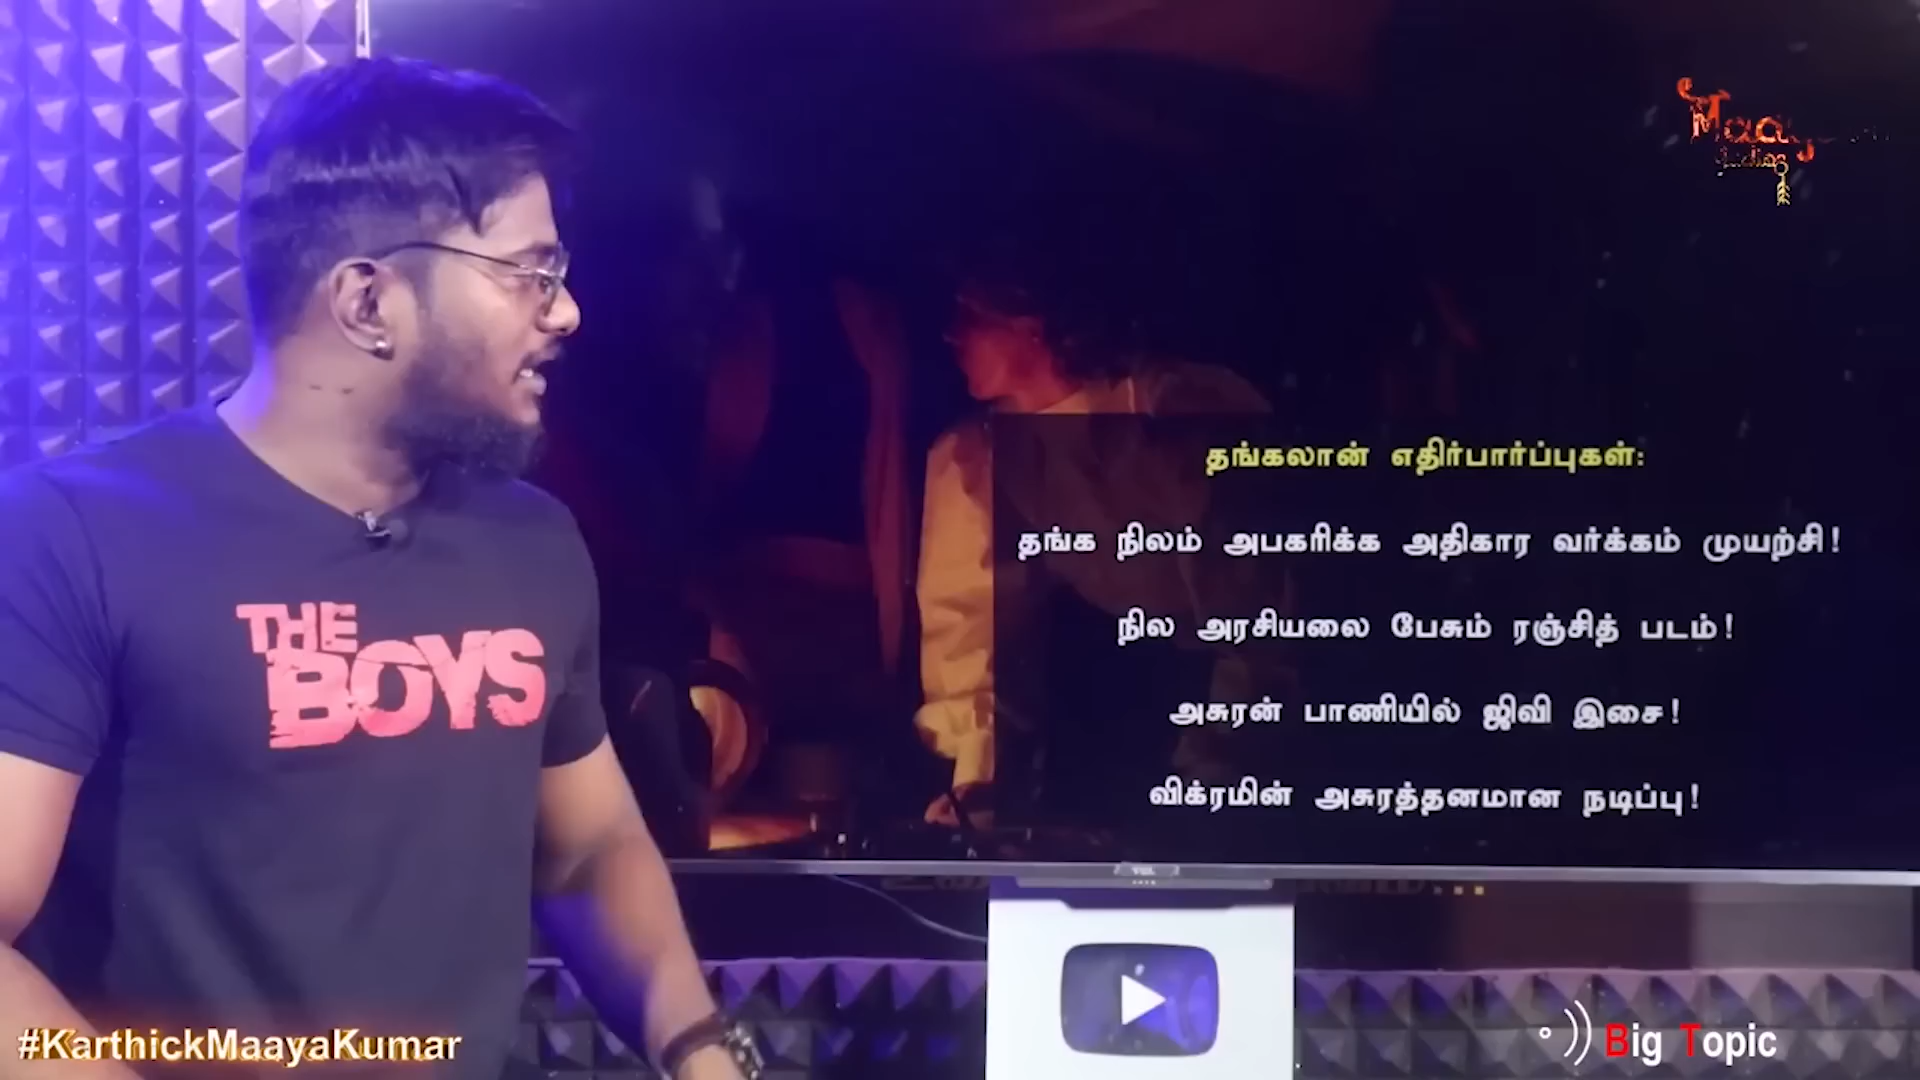 Maa
தங்கலான் எதிர்பார்ப்புகள்:
தங்க நிலம் அபகரிக்க அதிகார வர்க்கம் முயற்சி!
நில அரசியலை பேசும் ரஞ்சித் படம்!
அசுரன் பாணியில் ஜிவி இசை!
விக்ரமின் அசுரத்தனமான நடிப்பு!
THE
BOYS
#KarthickMaayaKumar
Big Topic